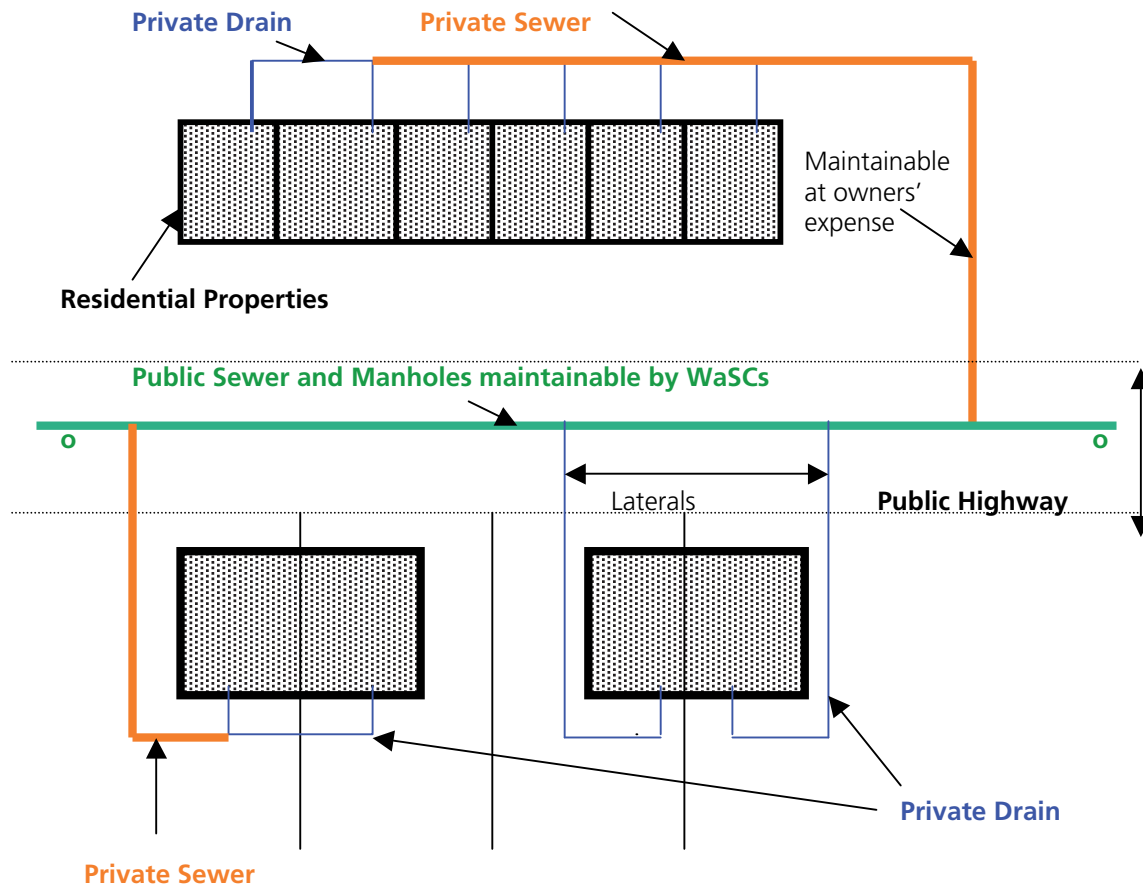 Private Drain
Private Sewer
Maintainable
at owners’
expense
Residential Properties
Public Sewer and Manholes maintainable by WaSCs
o
o
Laterals
Public Highway
Private Drain
Private Sewer